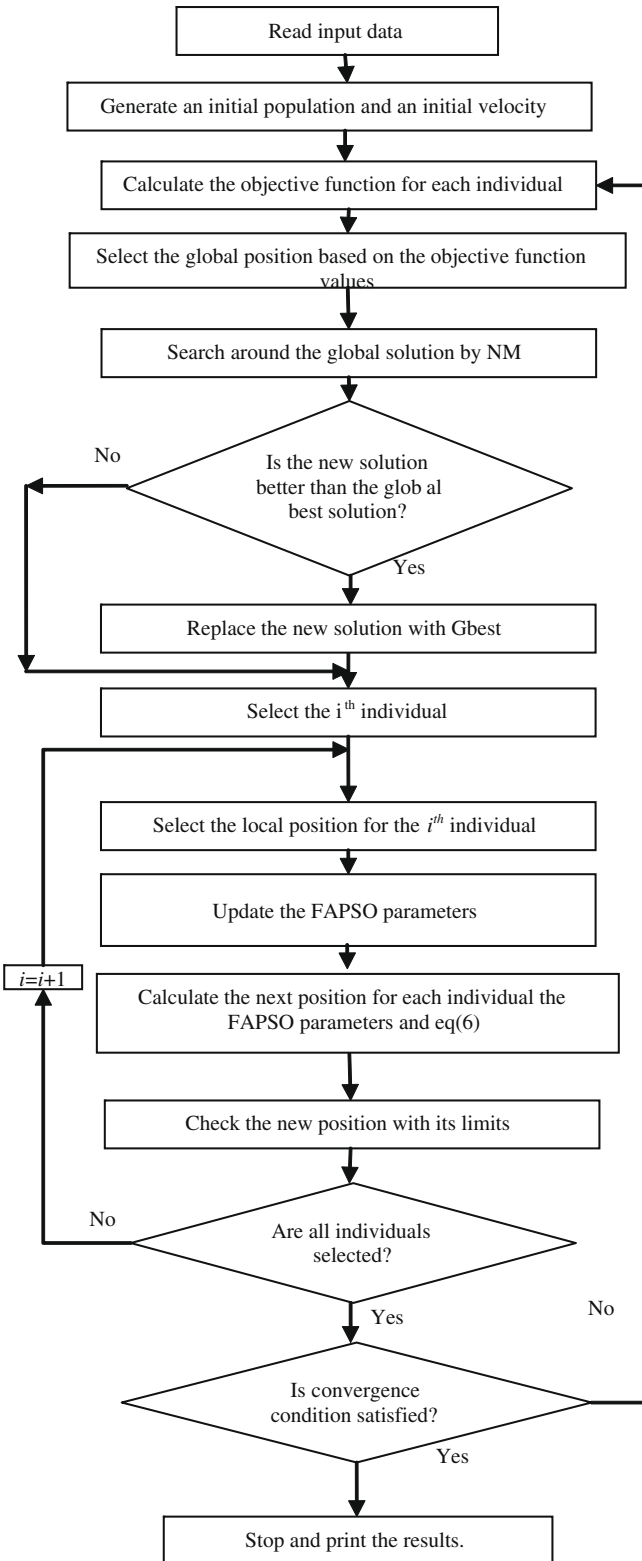 Read input data
Generate an initial population and an initial velocity
Calculate the objective function for each individual
Select the global position based on the objective function
values
Search around the global solution by NM
No
Is the new solution
better than the glob al
best solution?
Yes
Replace the new solution with Gbest
Select the i th individual
Select the local position for the i th individual
Update the FAPSO parameters
i=i+1
Calculate the next position for each individual the
FAPSO parameters and eq(6)
Check the new position with its limits
No
Are all individuals
selected?
Yes
No
Is convergence
condition satisfied?
Yes
Stop and print the results.